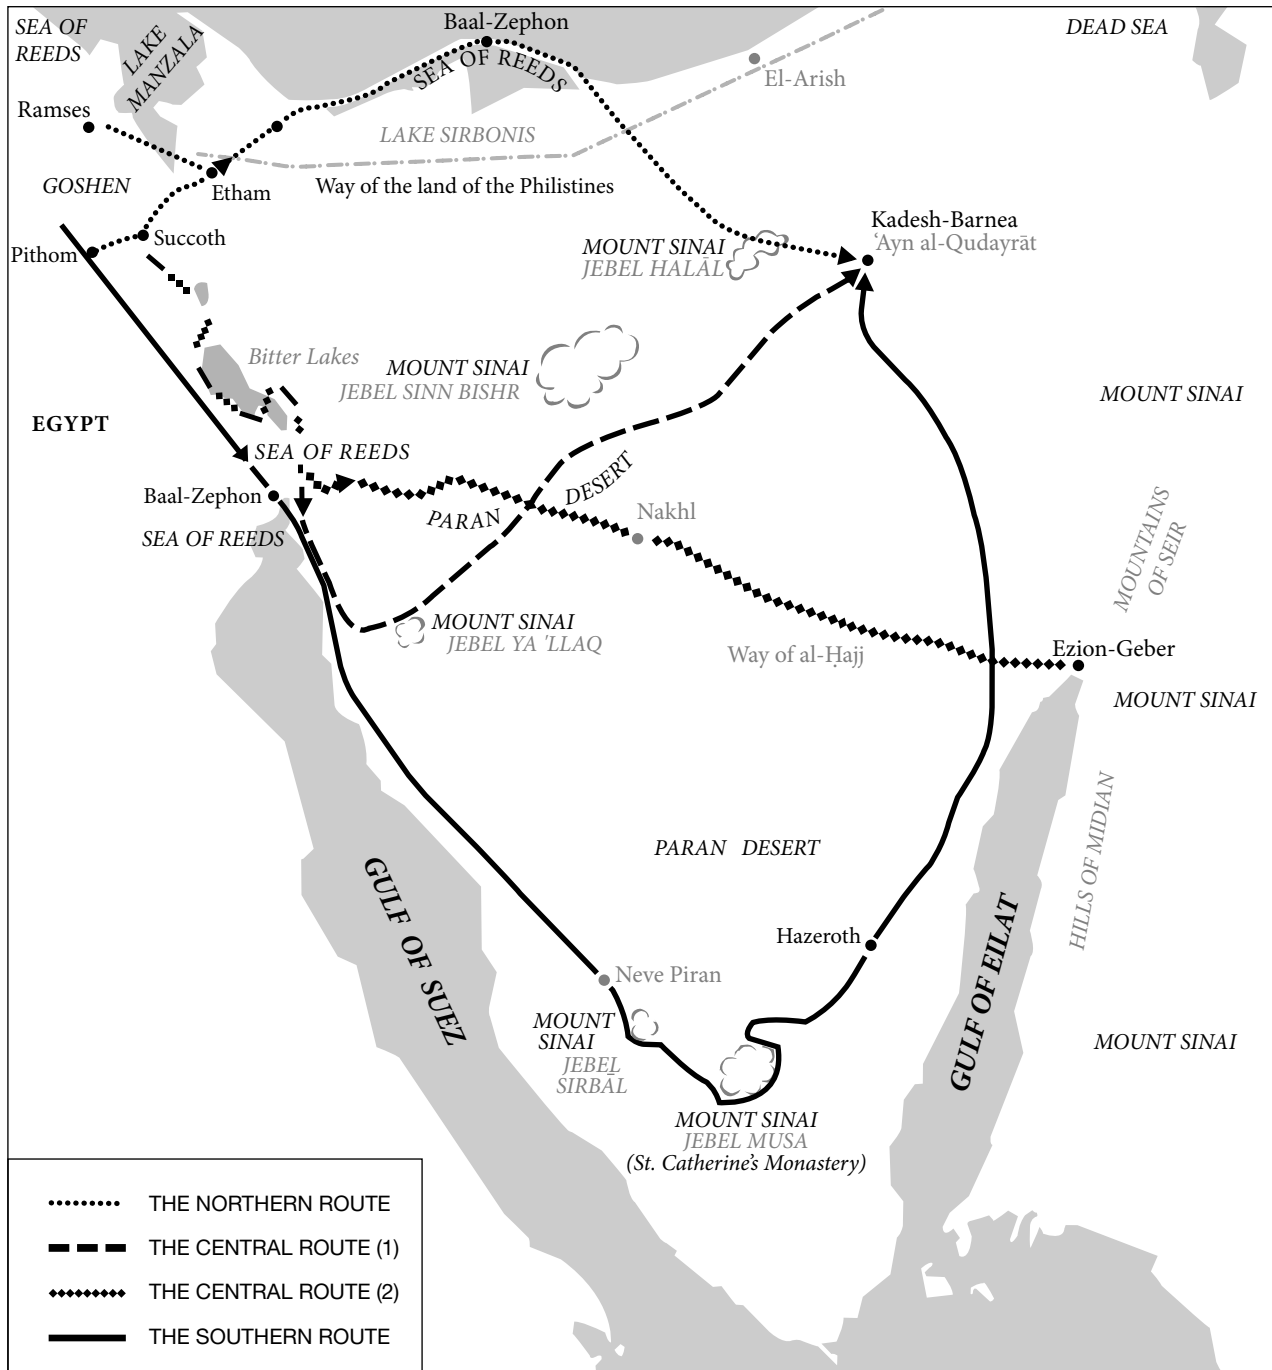 SEA OF
REEDS
LAKE
MANZALA
Baal-Zephon
SEA OF REEDS
DEAD SEA
El-Arish
Ramses
LAKE SIRBONIS
GOSHEN
Etham
Way of the land of the Philistines
Succoth
Pithom
Kadesh-Barnea
‘Ayn al-Qudayrāt
MOUNT SINAI
JEBEL HALĀL
Bitter Lakes
MOUNT SINAI
JEBEL SINN BISHR
MOUNT SINAI
EGYPT
SEA OF REEDS
Baal-Zephon
SEA OF REEDS
PARAN
DESERT
Nakhl
MOUNTAINS
OF SEIR
MOUNT SINAI
JEBEL YA 'LLAQ
Way of al-Ḥajj
Ezion-Geber
MOUNT SINAI
PARAN DESERT
HILLS OF MIDIAN
GULF OF SUEZ
Hazeroth
GULF OF EILAT
Neve Piran
MOUNT
SINAI
JEBEL
SIRBĀL
MOUNT SINAI
MOUNT SINAI
JEBEL MUSA
(St. Catherine's Monastery)
THE NORTHERN ROUTE
THE CENTRAL ROUTE (1)
THE CENTRAL ROUTE (2)
THE SOUTHERN ROUTE